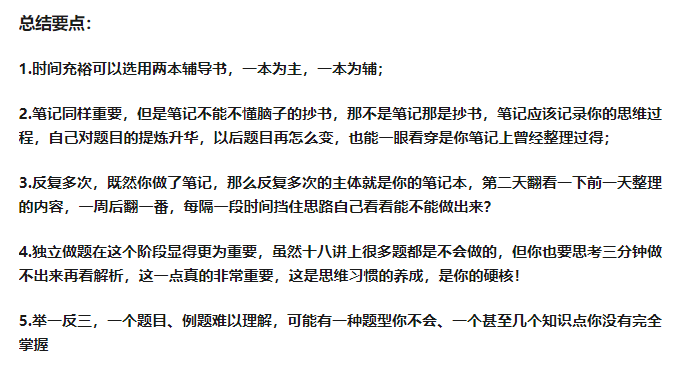 总结要点：
1.时间充裕可以选用两本辅导书，一本为主，一本为辅；
2.笔记同样重要，但是笔记不能不懂脑子的抄书，那不是笔记那是抄书，笔记应该记录你的思维过
程，自己对题目的提炼升华，以后题目再怎么变，也能一眼看穿是你笔记上曾经整理过得；
3.反复多次，既然你做了笔记，那么反复多次的主体就是你的笔记本，第二天翻看一下前一天整理
的内容，一周后翻一番，每隔一段时间挡住思路自己看看能不能做出来？
4.独立做题在这个阶段显得更为重要，虽然十八讲上很多题都是不会做的，但你也要思考三分钟做
不出来再看解析，这一点真的非常重要，这是思维习惯的养成，是你的硬核！
5.举一反三，一个题目、例题难以理解，可能有一种题型你不会、一个甚至几个知识点你没有完全
掌握